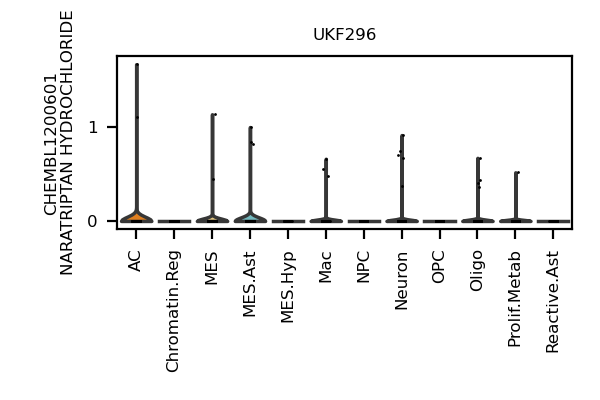 UKF296
CHEMBL1200601
NARATRIPTAN HYDROCHLORIDE
1
0
AC
Chromatin.Reg
MES
MES.Ast
MES.Hyp
Mac
NPC
Neuron
OPC
Oligo
Prolif.Metab
Reactive.Ast